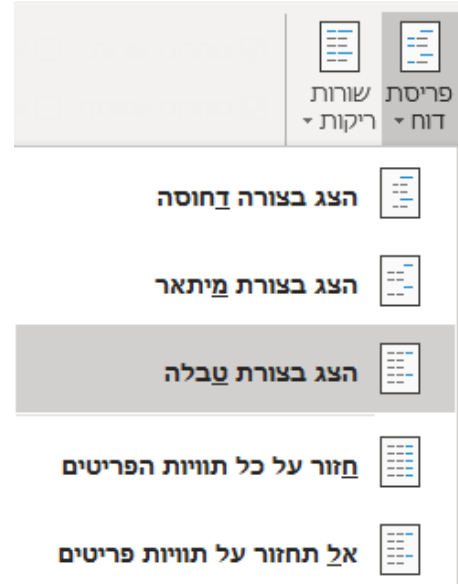 פריסת
דוח
שורות
ריקות
הצג בצורה דחוסה
הצג בצורת מיתאר
הצג בצורת טבלה
חזור על כל תוויות הפריטים
אל תחזור על תוויות פריטים